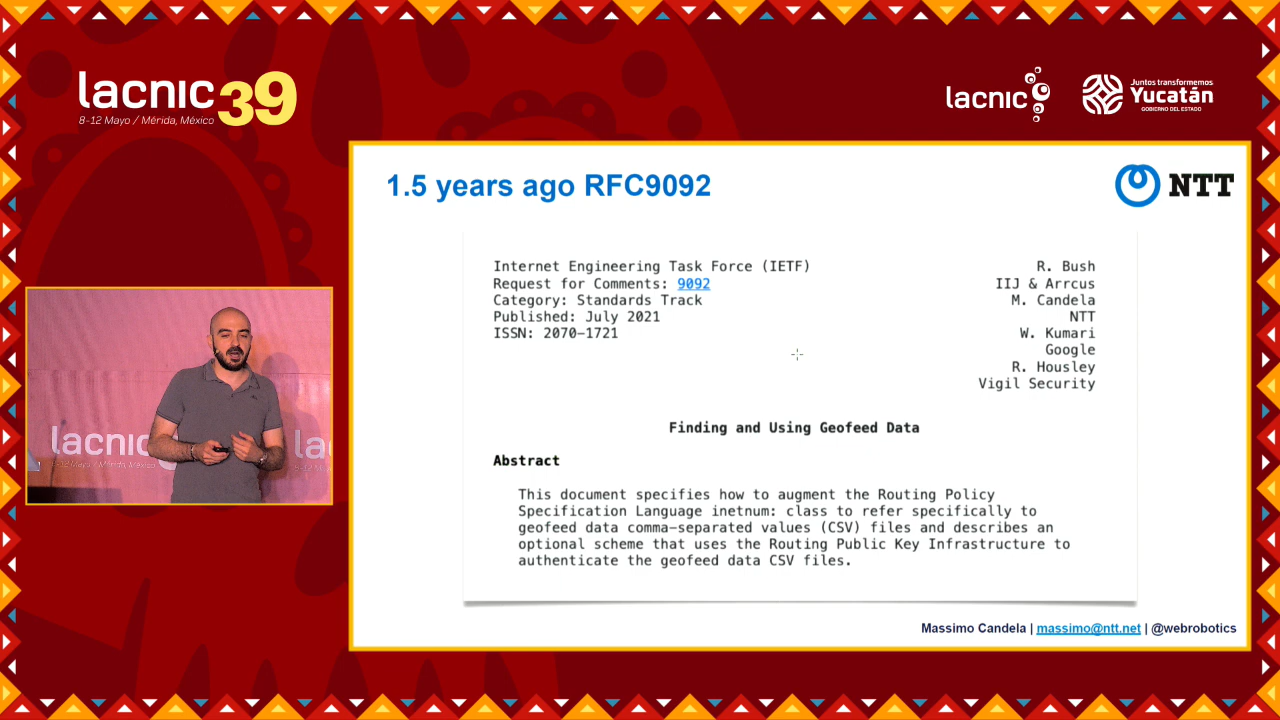 lacnic 39
8-12 Mayo / Mérida, México
lacnic
Juntos transformemos
Yucatán
GOBIERNO DEL ESTADO
1.5 years ago RFC9092
NTT
Internet Engineering Task Force (IETF)
R. Bush
Request for Comments: 9092
IIJ & Arrcus
Category: Standards Track
M. Candela
Published: July 2021
NTT
ISSN: 2070-1721
W. Kumari
Google
R. Housley
Vigil Security
Finding and Using Geofeed Data
Abstract
This document specifies how to augment the Routing Policy
Specification Language inetnum: class to refer specifically to
geofeed data comma-separated values (CSV) files and describes an
optional scheme that uses the Routing Public Key Infrastructure to
authenticate the geofeed data CSV files.
lacnic
la
Massimo Candela | massimo@ntt.net | @webrobotics